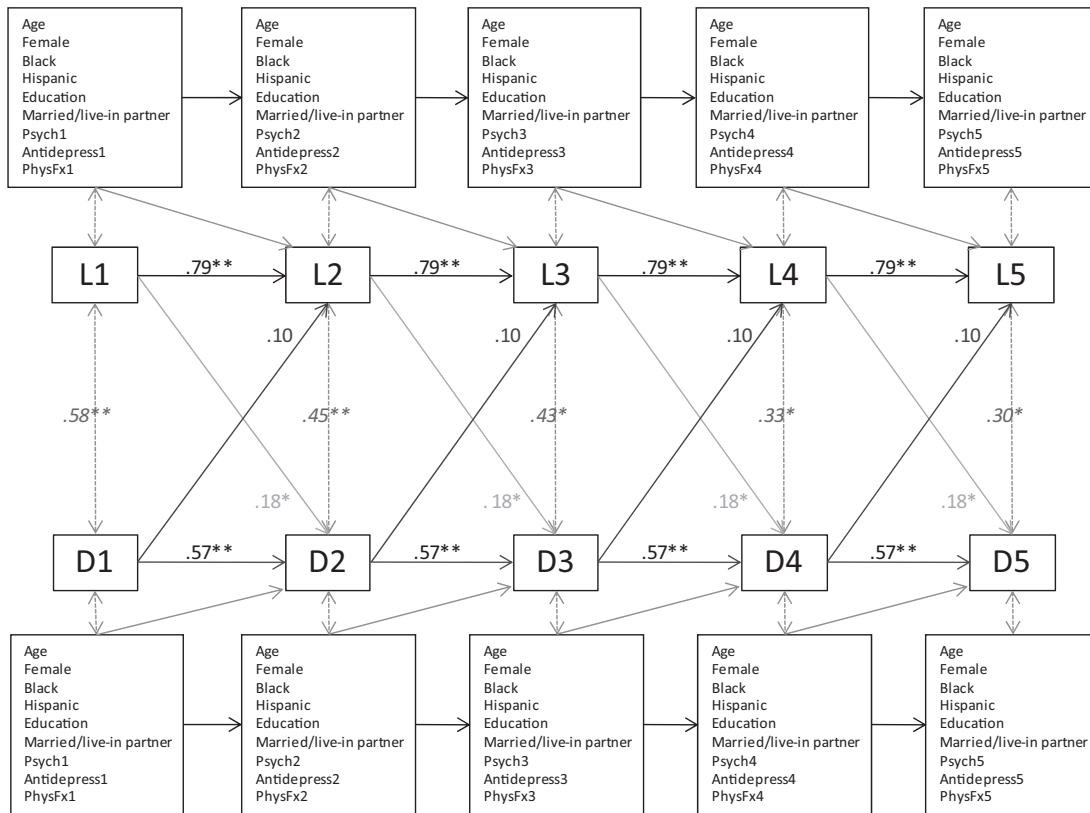 Age
Female
Black
Hispanic
Education
Married/live-in partner
Psych1
Antidepress1
PhysFx1
Age
Female
Black
Hispanic
Education
Married/live-in partner
Psych2
Antidepress2
PhysFx2
Age
Female
Black
Hispanic
Education
Married/live-in partner
Psych3
Antidepress3
PhysFx3
Age
Female
Black
Hispanic
Education
Married/live-in partner
Psych4
Antidepress4
PhysFx4
Age
Female
Black
Hispanic
Education
Married/live-in partner
Psych5
Antidepress5
PhysFx5
L1
.79**
L2
.79**
L3
.79**
L4
.79**
L5
.10
.10
.10
.10
.58**
.45**
.43*
.33*
.30*
.18*
.18*
.18*
.18*
D1
.57**
D2
.57**
D3
.57**
D4
.57**
D5
Age
Female
Black
Hispanic
Education
Married/live-in partner
Psych1
Antidepress1
PhysFx1
Age
Female
Black
Hispanic
Education
Married/live-in partner
Psych2
Antidepress2
PhysFx2
Age
Female
Black
Hispanic
Education
Married/live-in partner
Psych3
Antidepress3
PhysFx3
Age
Female
Black
Hispanic
Education
Married/live-in partner
Psych4
Antidepress4
PhysFx4
Age
Female
Black
Hispanic
Education
Married/live-in partner
Psych5
Antidepress5
PhysFx5